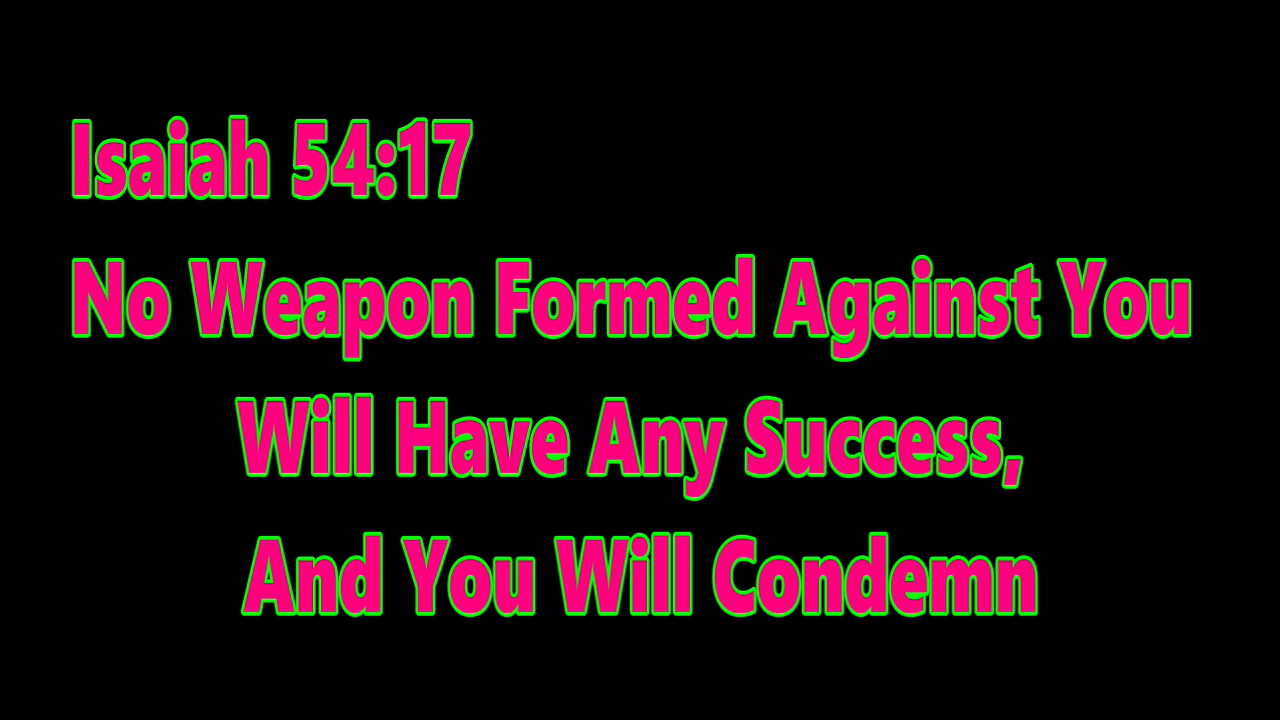 Isaiah 54:17
No Weapon Formed Against You
Will Have Any Success,
And You Will Condemn